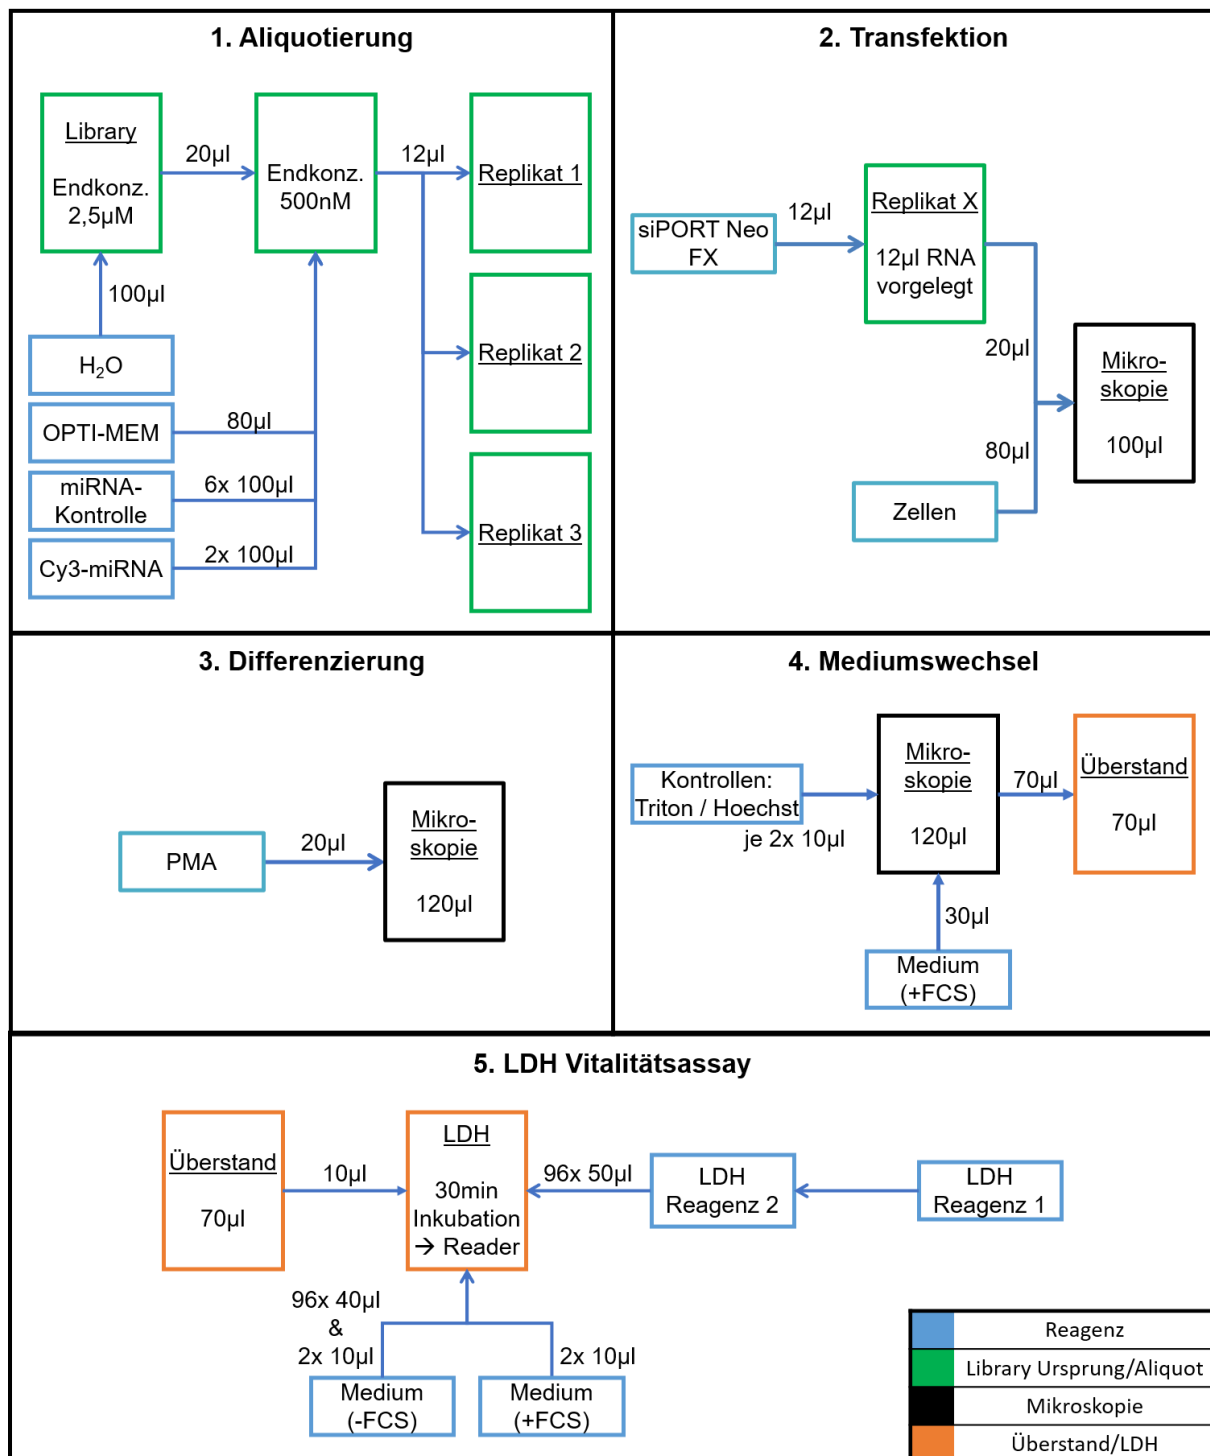 1. Aliquotierung
Library
Endkonz.
2,5µM
20µl
Endkonz.
500nM
12µl
Replikat 1
100µl
H₂O
Replikat 2
OPTI-MEM
80µl
miRNA-
Kontrolle
6x 100µl
Replikat 3
Cy3-miRNA
2x 100µl
2. Transfektion
siPORT Neo
FX
12µl
Replikat X
12µl RNA
vorgelegt
20µl
Mikro-
skopie
100µl
80µl
Zellen
3. Differenzierung
PMA
20µl
Mikro-
skopie
120µl
4. Mediumswechsel
Kontrollen:
Triton / Hoechst
je 2x 10µl
Mikro-
skopie
120µl
70µl
Überstand
70µl
30µl
Medium
(+FCS)
5. LDH Vitalitätsassay
Überstand
70µl
10µl
LDH
30min
Inkubation
→ Reader
96x 50µl
LDH
Reagenz 2
LDH
Reagenz 1
96x 40µl
&
2x 10µl
2x 10µl
Medium
(-FCS)
Medium
(+FCS)
Reagenz
Library Ursprung/Aliquot
Mikroskopie
Überstand/LDH